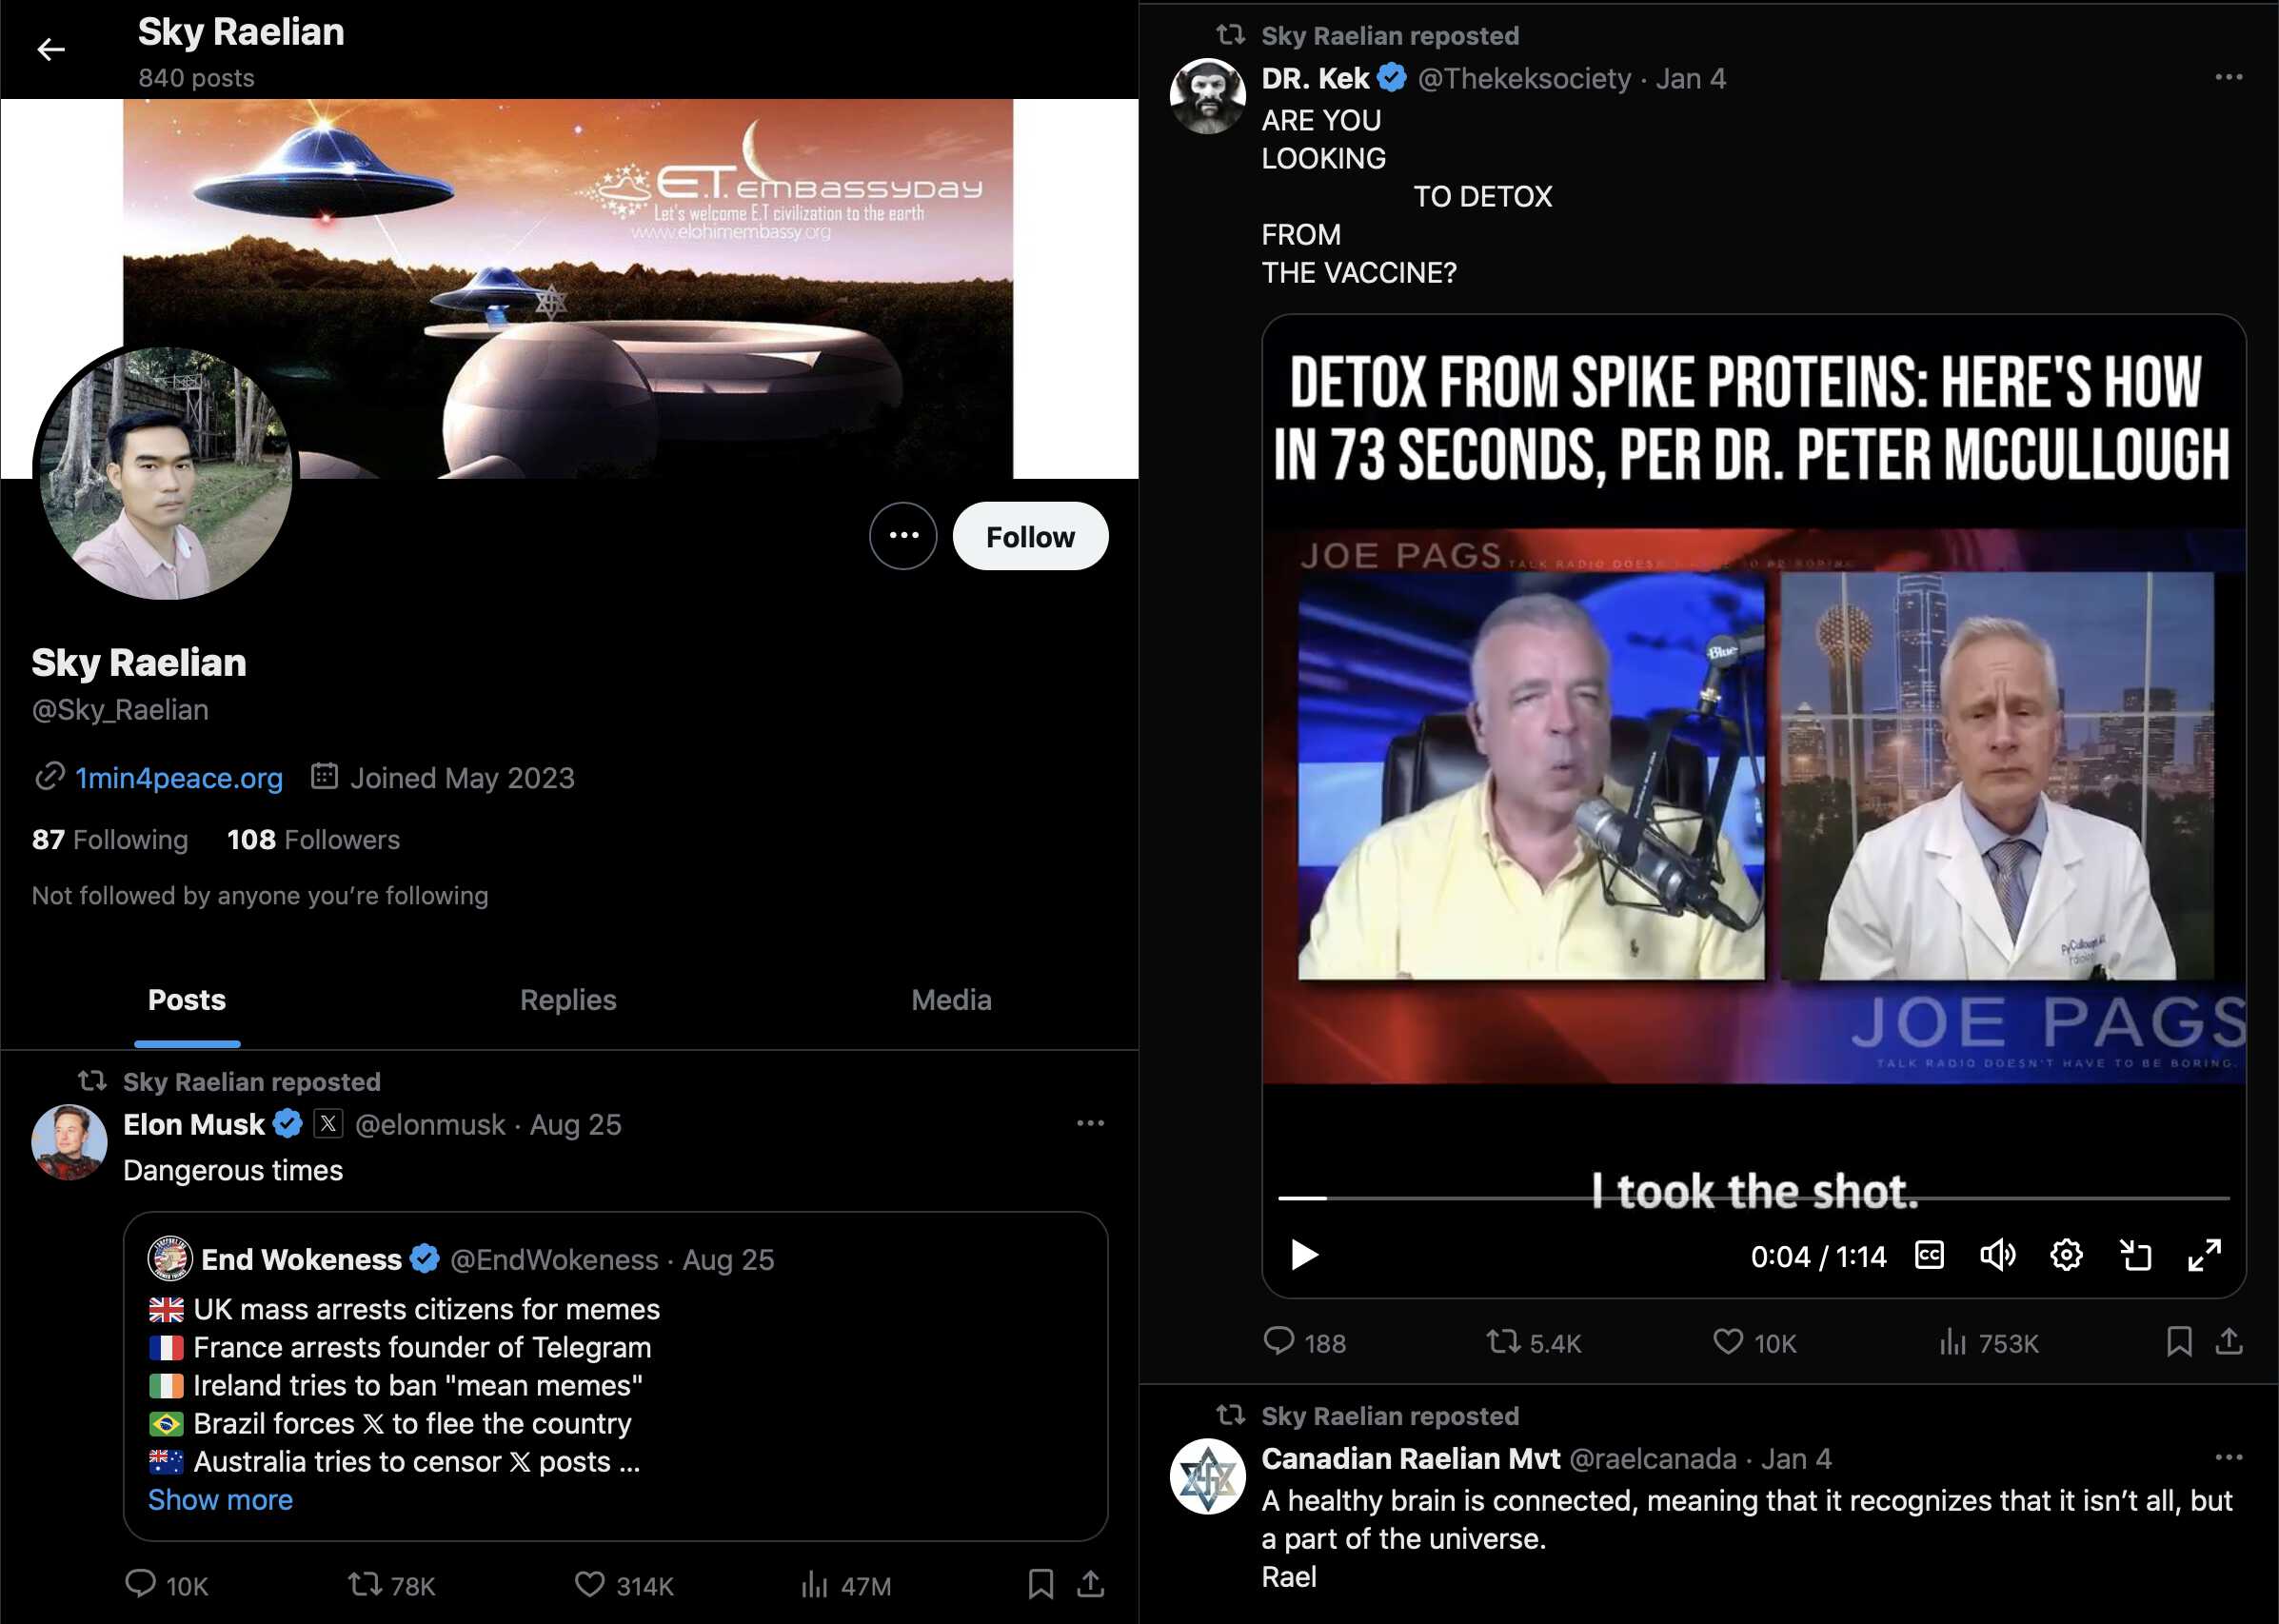 Sky Raelian
840 posts
E.T. EMBASSYDAY
Let's welcome E.T civilization to the earth
www.elohimembassy.org
Follow
Sky Raelian
@Sky_Raelian
1min4peace.org Joined May 2023
87 Following 108 Followers
Not followed by anyone you’re following
Posts Replies Media
Sky Raelian reposted
Elon Musk @elonmusk · Aug 25
Dangerous times
End Wokeness @EndWokeness · Aug 25
🇬🇧 UK mass arrests citizens for memes
🇫🇷 France arrests founder of Telegram
🇮🇪 Ireland tries to ban "mean memes"
🇧🇷 Brazil forces 𝕏 to flee the country
🇦🇺 Australia tries to censor 𝕏 posts ...
Show more
10K 78K 314K 47M
Sky Raelian reposted
DR. Kek @Thekeksociety · Jan 4
ARE YOU
LOOKING
TO DETOX
FROM
THE VACCINE?
DETOX FROM SPIKE PROTEINS: HERE'S HOW
IN 73 SECONDS, PER DR. PETER MCCULLOUGH
JOE PAGS
Blue
JOE PAGS
TALK RADIO DOESN'T HAVE TO BE BORING.
I took the shot.
0:04 / 1:14 CC
188 5.4K 10K 753K
Sky Raelian reposted
Canadian Raelian Mvt @raelcanada · Jan 4
A healthy brain is connected, meaning that it recognizes that it isn’t all, but
a part of the universe.
Rael